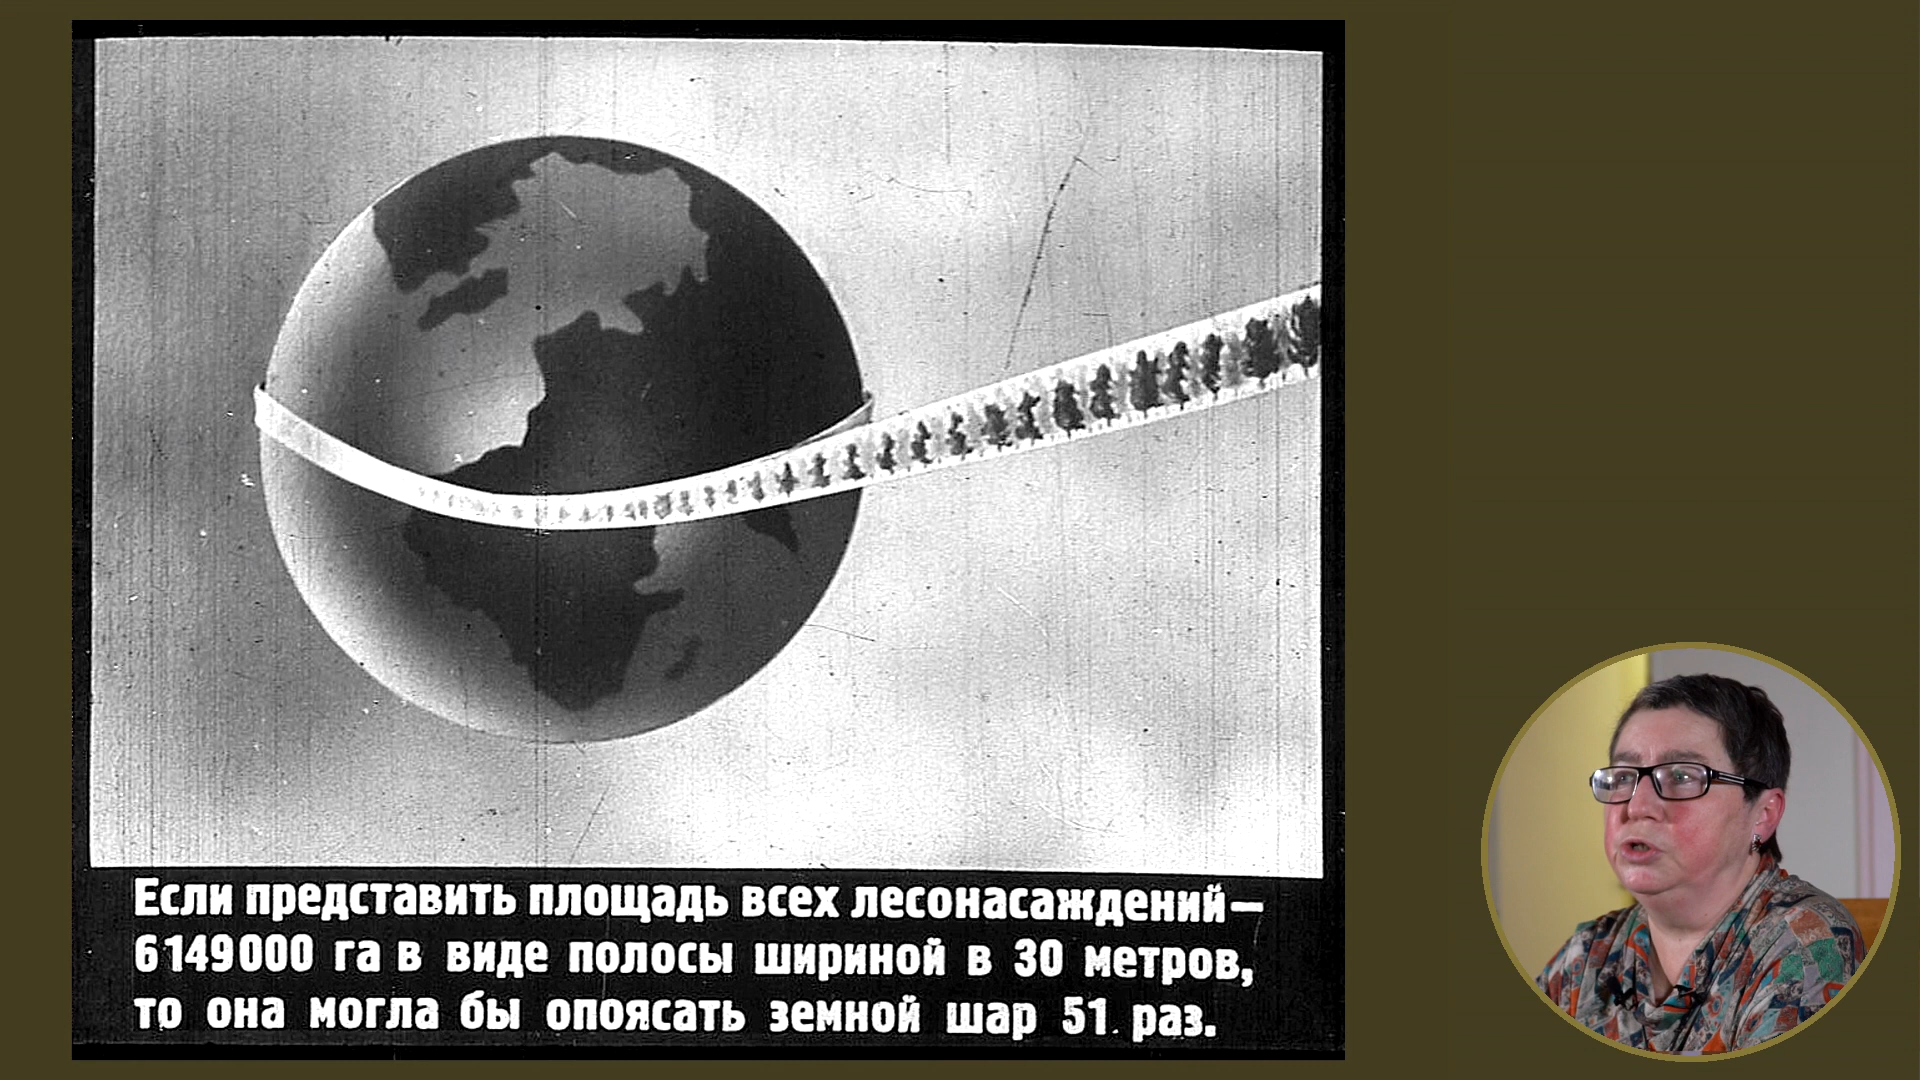 Если представить площадь всех лесонасаждений—
6149000 га в виде полосы шириной в 30 метров,
то она могла бы опоясать земной шар 51 раз.